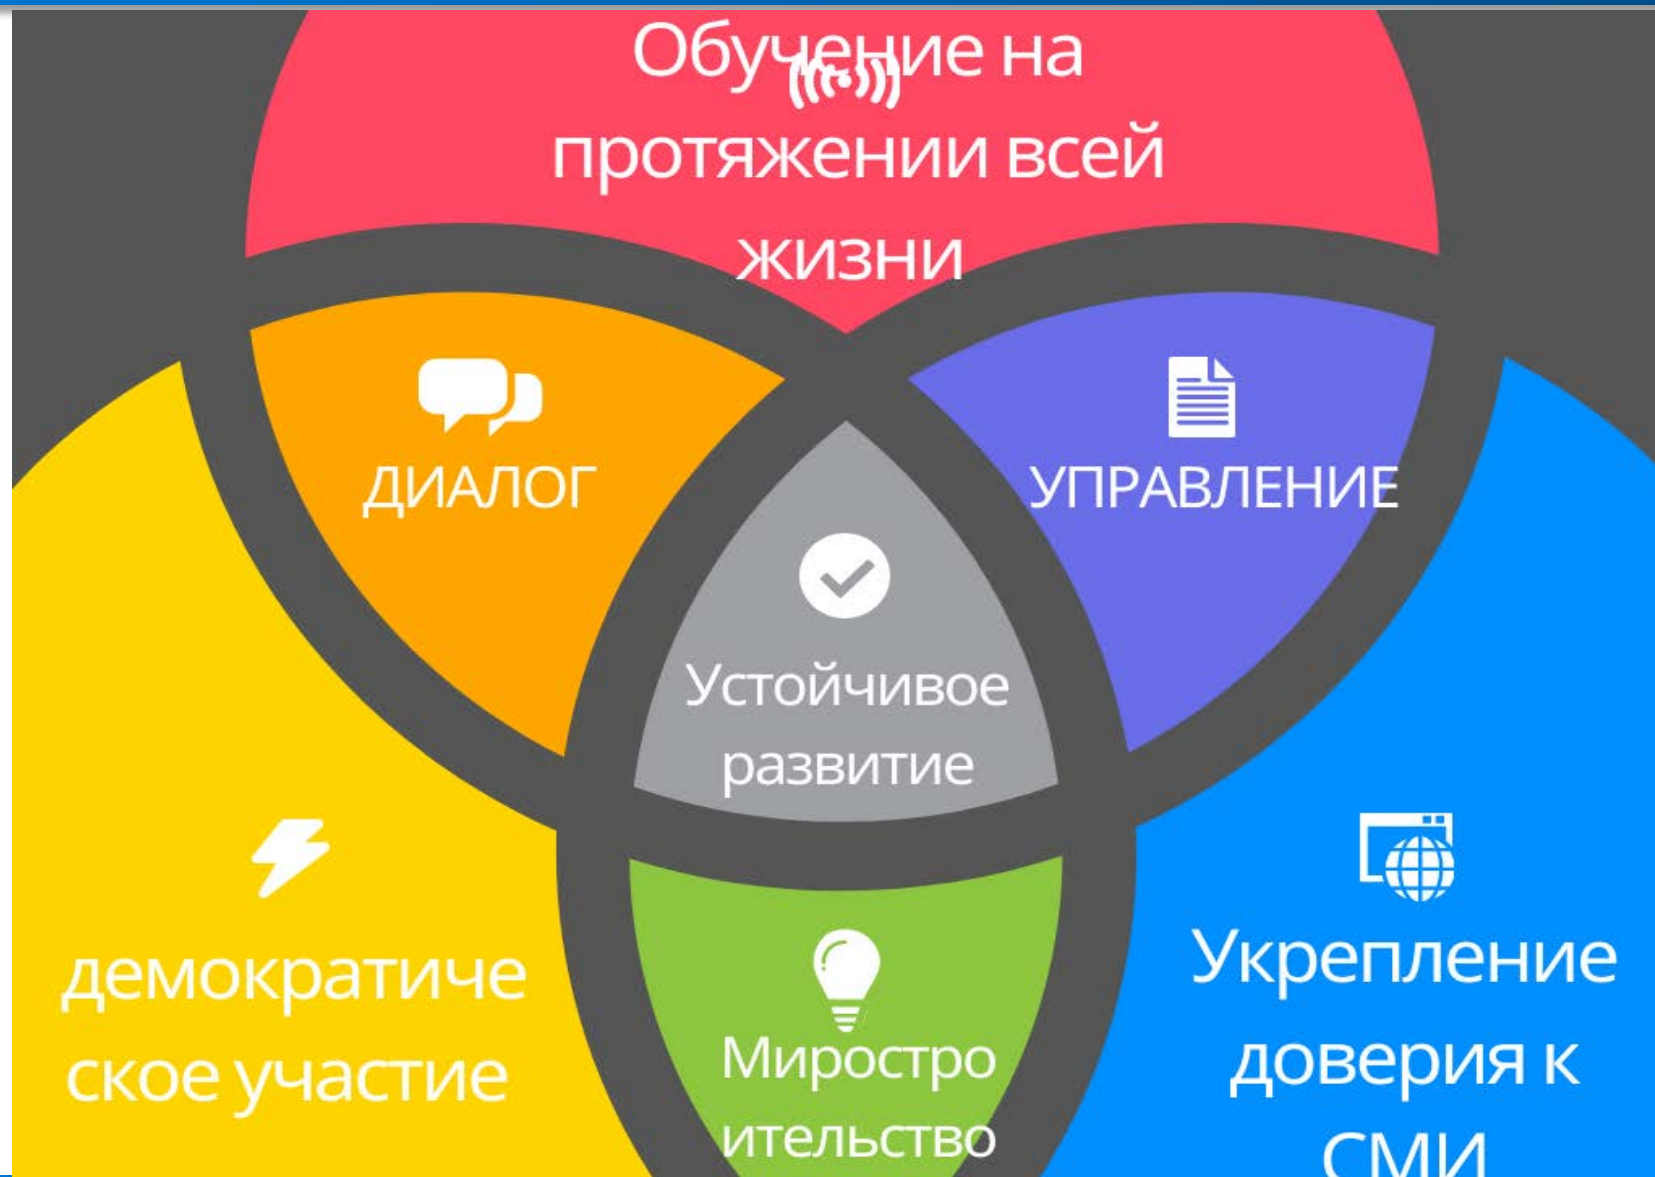 Обучение на
протяжении всей
жизни
ДИАЛОГ
УПРАВЛЕНИЕ
Устойчивое
развитие
демократиче
ское участие
Миростро
ительство
Укрепление
доверия к
СМИ